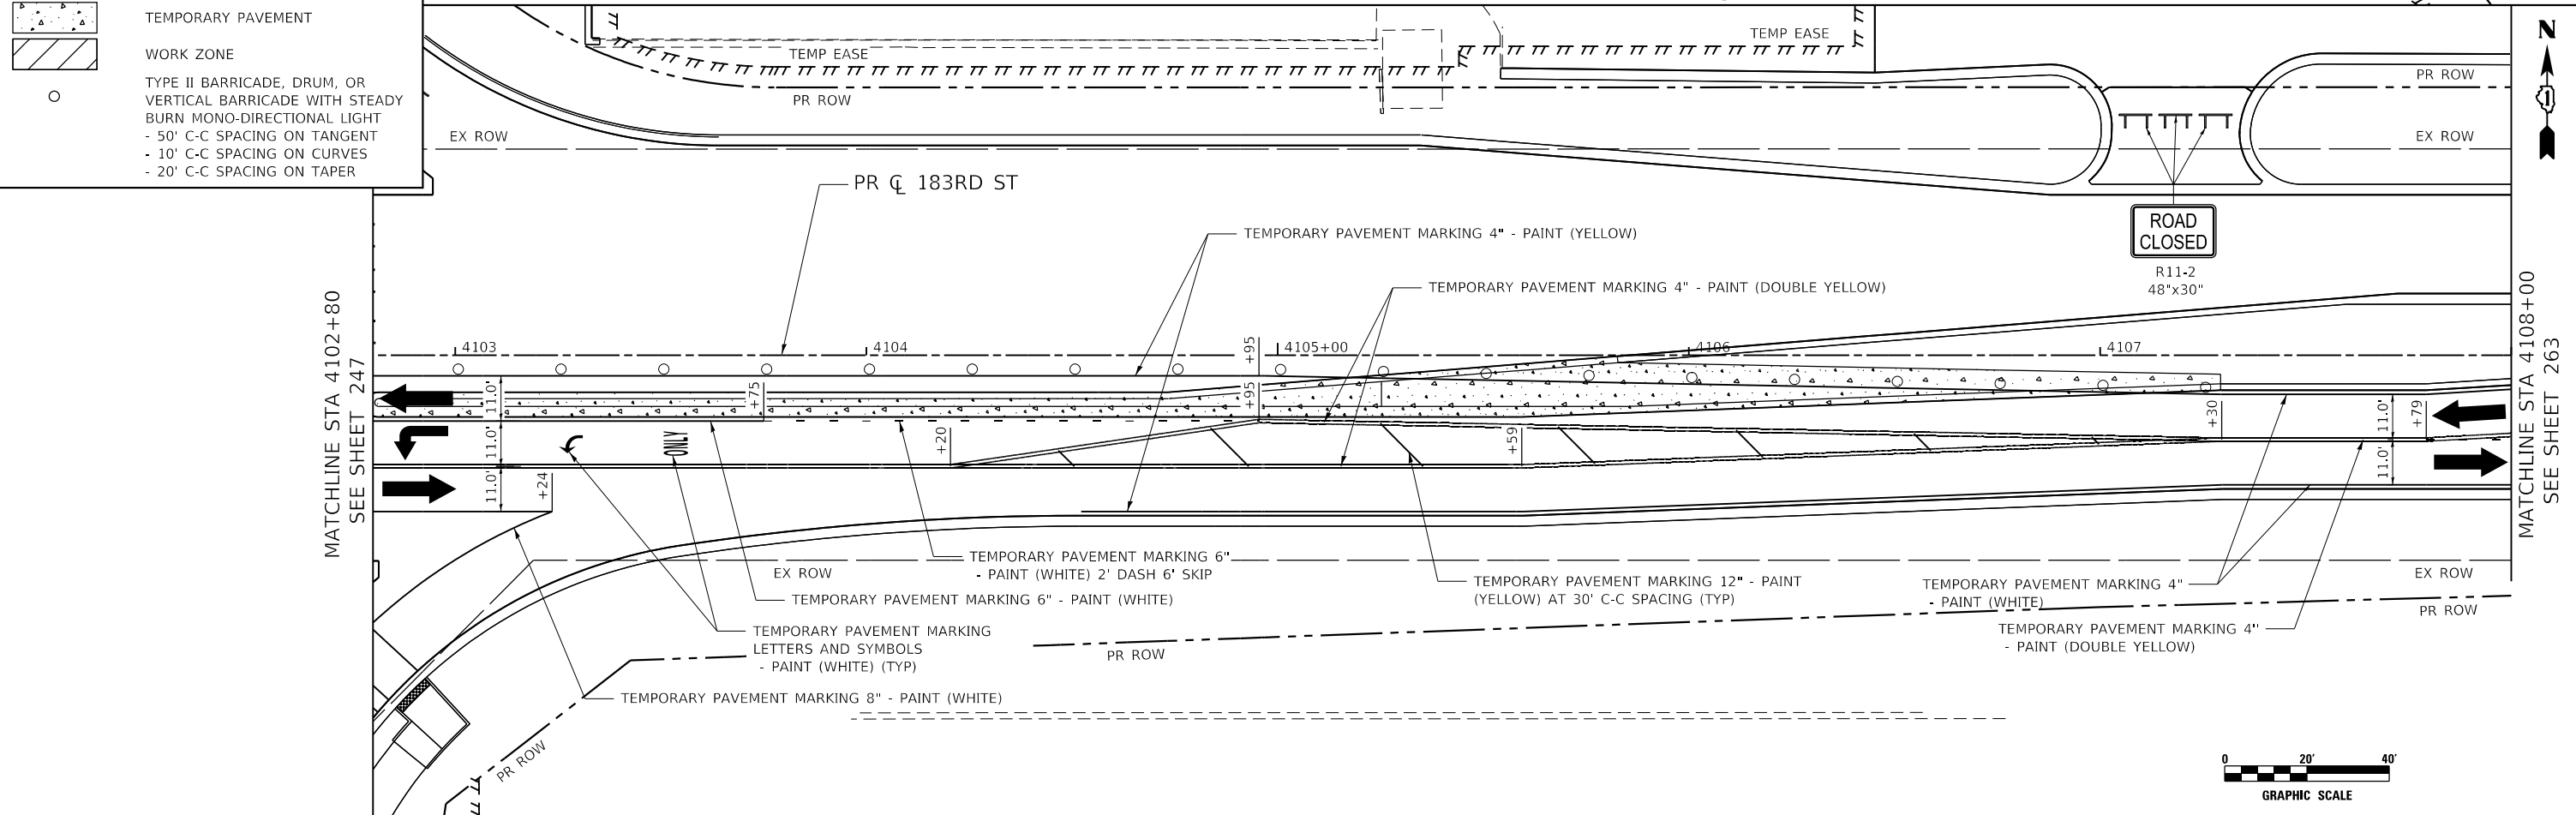 TEMPORARY PAVEMENT
WORK ZONE
TYPE II BARRICADE, DRUM, OR
VERTICAL BARRICADE WITH STEADY
BURN MONO-DIRECTIONAL LIGHT
- 50' C-C SPACING ON TANGENT
- 10' C-C SPACING ON CURVES
- 20' C-C SPACING ON TAPER
TEMP EASE
TEMP EASE
PR ROW
EX ROW
PR ROW
EX ROW
N
1
PR ℄ 183RD ST
ROAD
CLOSED
R11-2
48"x30"
TEMPORARY PAVEMENT MARKING 4" - PAINT (YELLOW)
TEMPORARY PAVEMENT MARKING 4" - PAINT (DOUBLE YELLOW)
MATCHLINE STA 4102+80
SEE SHEET 247
MATCHLINE STA 4108+00
SEE SHEET 263
4103
4104
+95
4105+00
4106
4107
11.0'
11.0'
11.0'
+24
ONLY
+75
+20
+95
+59
+30
11.0'
11.0'
+79
EX ROW
TEMPORARY PAVEMENT MARKING 6"
- PAINT (WHITE) 2' DASH 6' SKIP
TEMPORARY PAVEMENT MARKING 6" - PAINT (WHITE)
TEMPORARY PAVEMENT MARKING
LETTERS AND SYMBOLS
- PAINT (WHITE) (TYP)
TEMPORARY PAVEMENT MARKING 8" - PAINT (WHITE)
TEMPORARY PAVEMENT MARKING 12" - PAINT
(YELLOW) AT 30' C-C SPACING (TYP)
TEMPORARY PAVEMENT MARKING 4"
- PAINT (WHITE)
TEMPORARY PAVEMENT MARKING 4"
- PAINT (DOUBLE YELLOW)
EX ROW
PR ROW
PR ROW
PR ROW
0 20' 40'
GRAPHIC SCALE